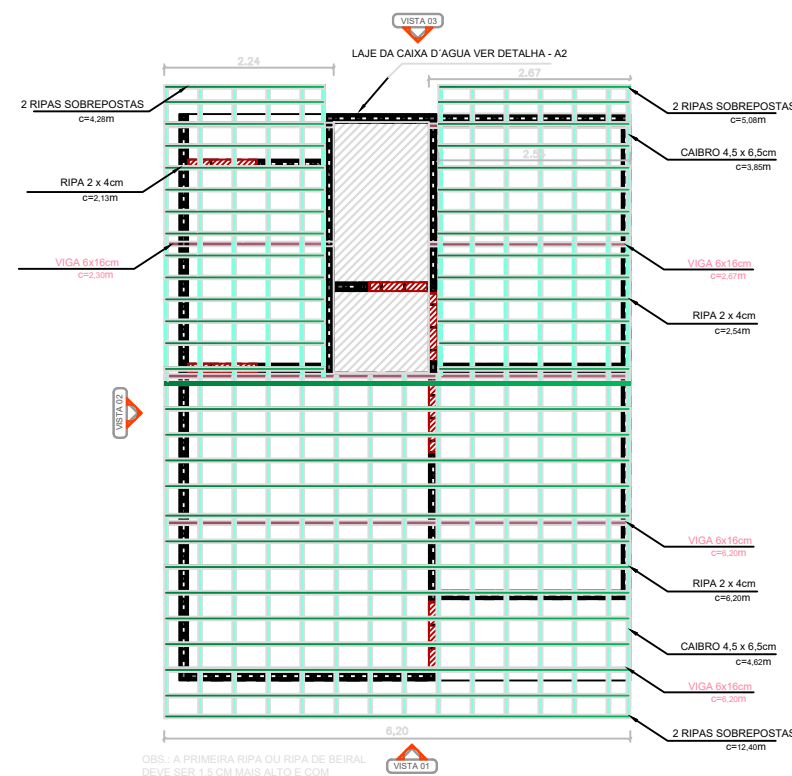 VISTA 03
LAJE DA CAIXA D´AGUA VER DETALHA - A2
2.24
2.67
2 RIPAS SOBREPOSTAS
c=4,28m
2 RIPAS SOBREPOSTAS
c=5,08m
CAIBRO 4,5 x 6,5cm
c=3,85m
RIPA 2 x 4cm
c=2,13m
VIGA 6x16cm
c=2,30m
VIGA 6x16cm
c=2,67m
RIPA 2 x 4cm
c=2,54m
VISTA 02
VIGA 6x16cm
c=6,20m
RIPA 2 x 4cm
c=6,20m
CAIBRO 4,5 x 6,5cm
c=4,62m
VIGA 6x16cm
c=6,20m
2 RIPAS SOBREPOSTAS
c=12,40m
6,20
OBS.: A PRIMEIRA RIPA OU RIPA DE BEIRAL
DEVE SER 1,5 CM MAIS ALTO E COM
VISTA 01